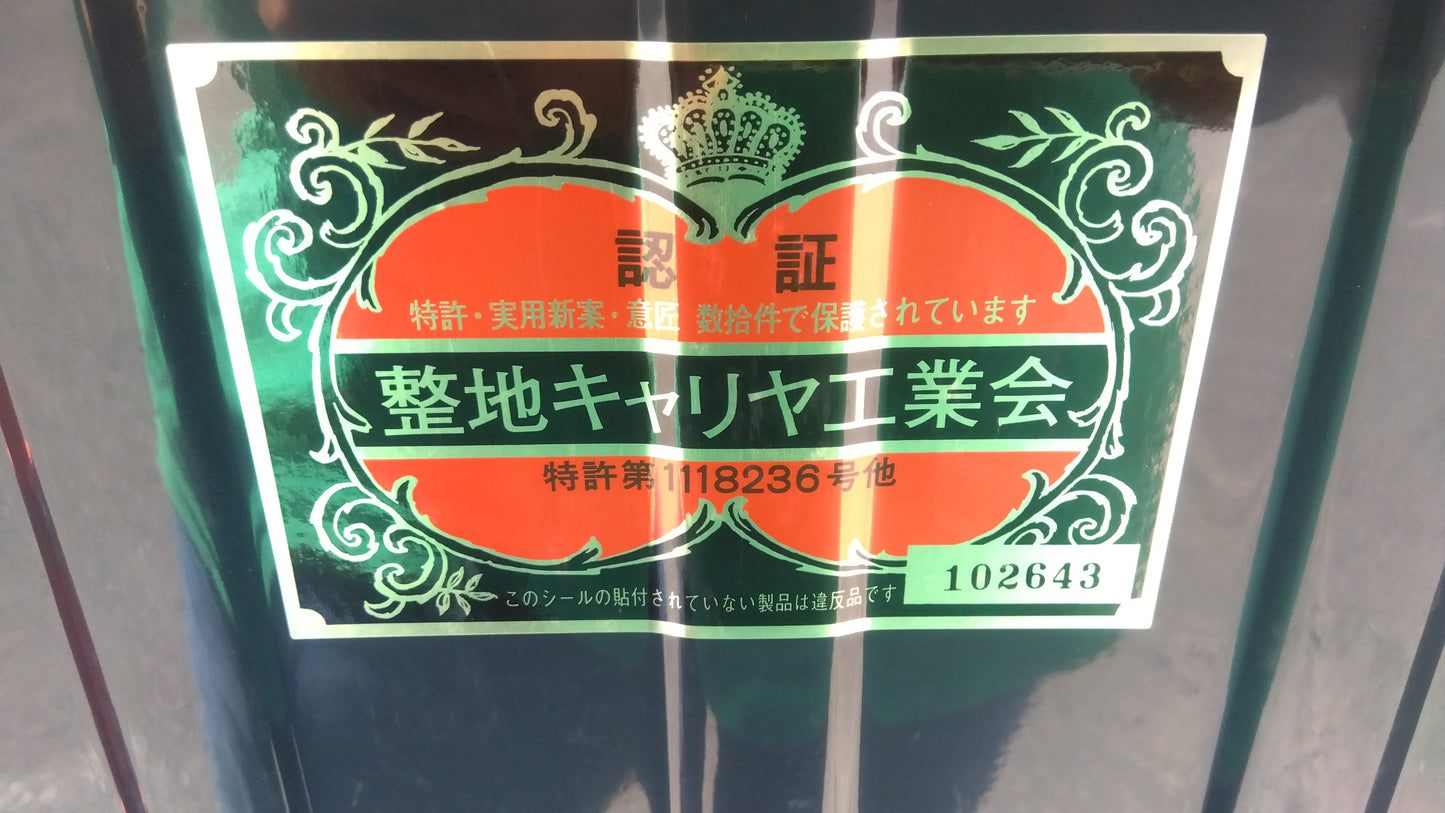 認 証
特許・実用新案・意匠 数拾件で保護されています
整地キャリヤ工業会
特許第1118236号他
このシールの貼付されていない製品は違反品です
102643